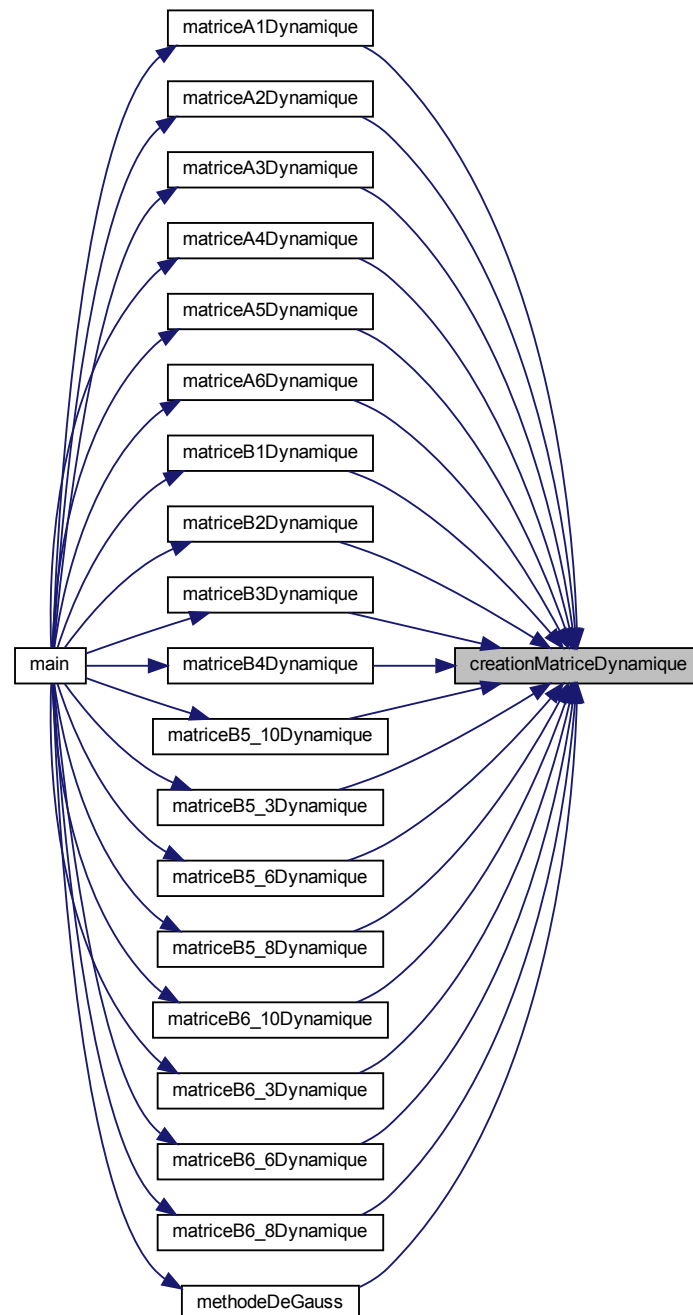 matriceA1Dynamique
matriceA2Dynamique
matriceA3Dynamique
matriceA4Dynamique
matriceA5Dynamique
matriceA6Dynamique
matriceB1Dynamique
matriceB2Dynamique
matriceB3Dynamique
main
matriceB4Dynamique
creationMatriceDynamique
matriceB5_10Dynamique
matriceB5_3Dynamique
matriceB5_6Dynamique
matriceB5_8Dynamique
matriceB6_10Dynamique
matriceB6_3Dynamique
matriceB6_6Dynamique
matriceB6_8Dynamique
methodeDeGauss